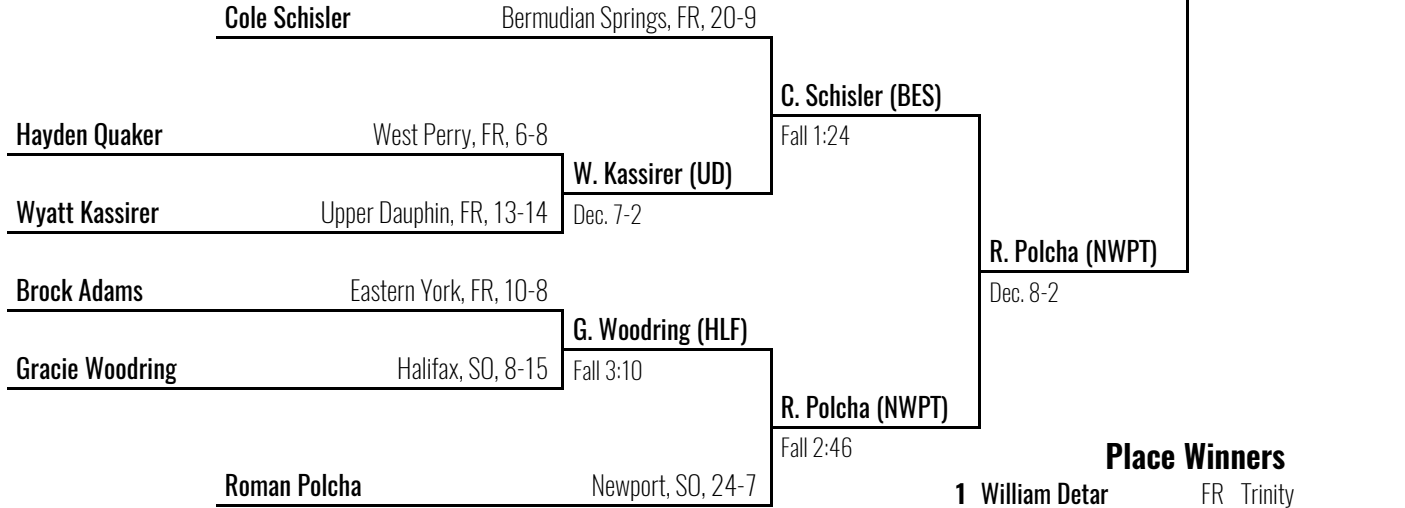 Cole Schisler Bermudian Springs, FR, 20-9
C. Schisler (BES)
Hayden Quaker West Perry, FR, 6-8
Fall 1:24
W. Kassirer (UD)
Wyatt Kassirer Upper Dauphin, FR, 13-14
Dec. 7-2
R. Polcha (NWPT)
Brock Adams Eastern York, FR, 10-8
Dec. 8-2
G. Woodring (HLF)
Gracie Woodring Halifax, SO, 8-15
Fall 3:10
R. Polcha (NWPT)
Fall 2:46
Place Winners
Roman Polcha Newport, SO, 24-7
1 William Detar FR Trinity